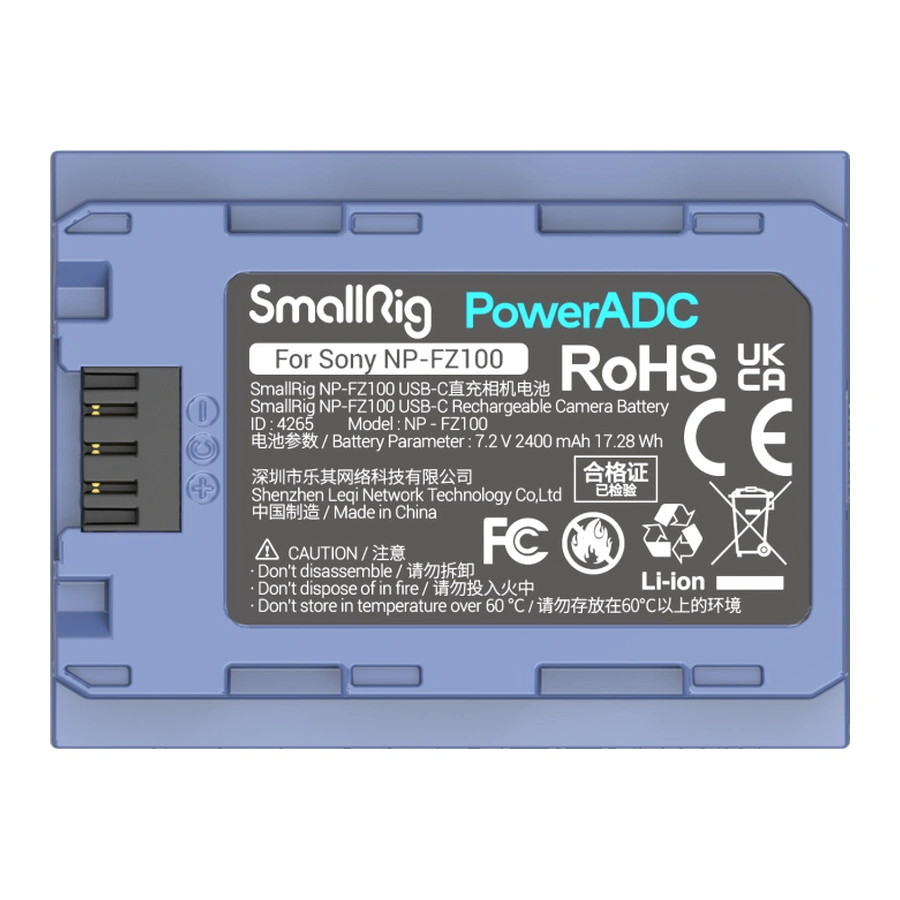 SmallRig PowerADC
For Sony NP-FZ100
RoHS
UK
CA
SmallRig NP-FZ100 USB-C直充相机电池
SmallRig NP-FZ100 USB-C Rechargeable Camera Battery
ID : 4265 Model : NP - FZ100
电池参数 / Battery Parameter : 7.2 V 2400 mAh 17.28 Wh
CE
深圳市乐其网络科技有限公司
Shenzhen Leqi Network Technology Co,Ltd
中国制造 / Made in China
合格证
已检验
FC
CAUTION / 注意
· Don't disassemble / 请勿拆卸
· Don't dispose of in fire / 请勿投入火中
· Don't store in temperature over 60 °C / 请勿存放在60°C以上的环境
Li-ion
C